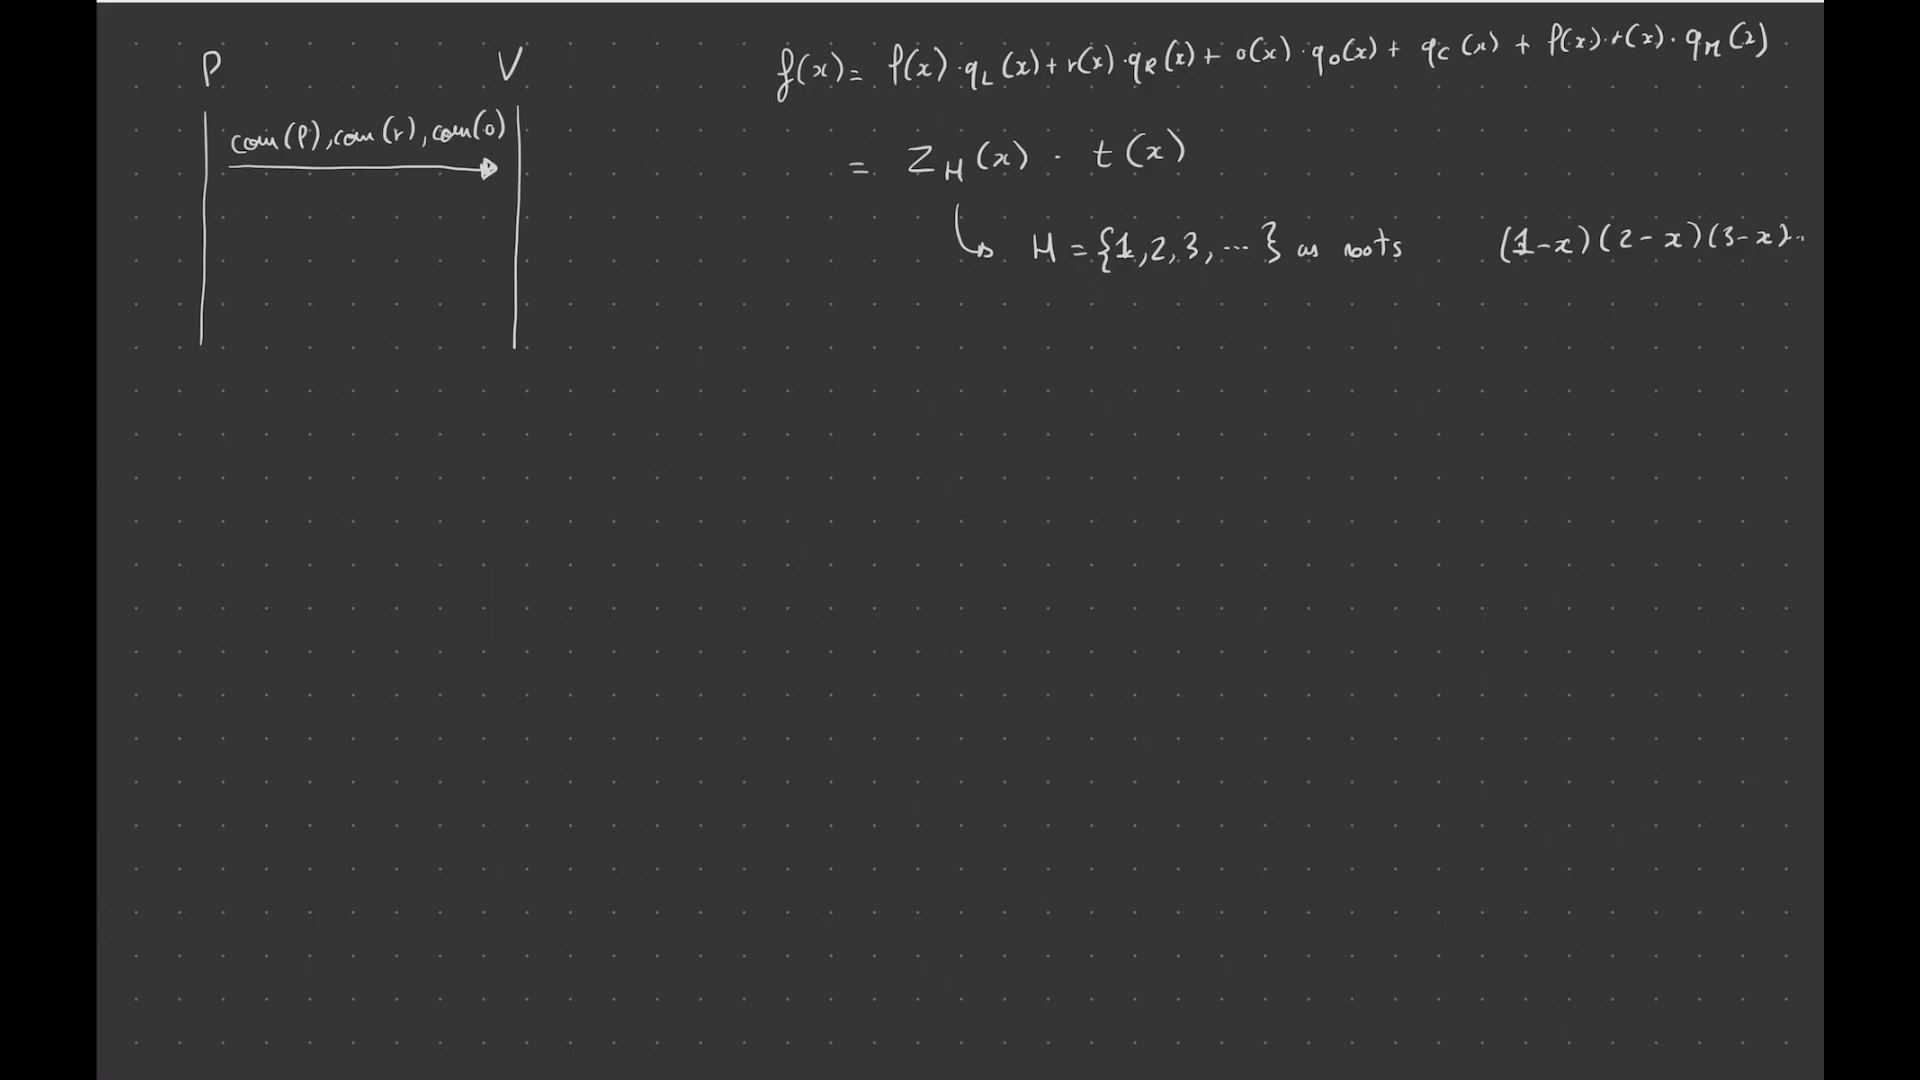 P V
com(l), com(r), com(o)
f(x) = l(x) · q_L(x) + r(x) · q_R(x) + o(x) · q_O(x) + q_C(x) + l(x) · r(x) · q_M(x)
= Z_H(x) · t(x)
↳ H = {1, 2, 3, ...} as roots (1-x)(2-x)(3-x)..